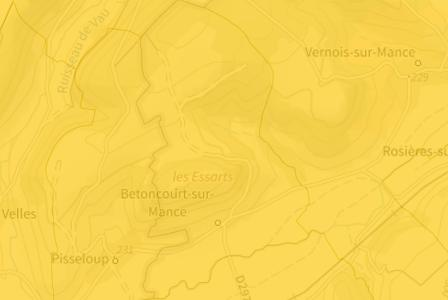 Ruisseau de Vau
Vernois-sur-Mance
229
Rosières-su
les Essarts
Betoncourt-sur-
Mance
Velles
231
Pisseloup
D297